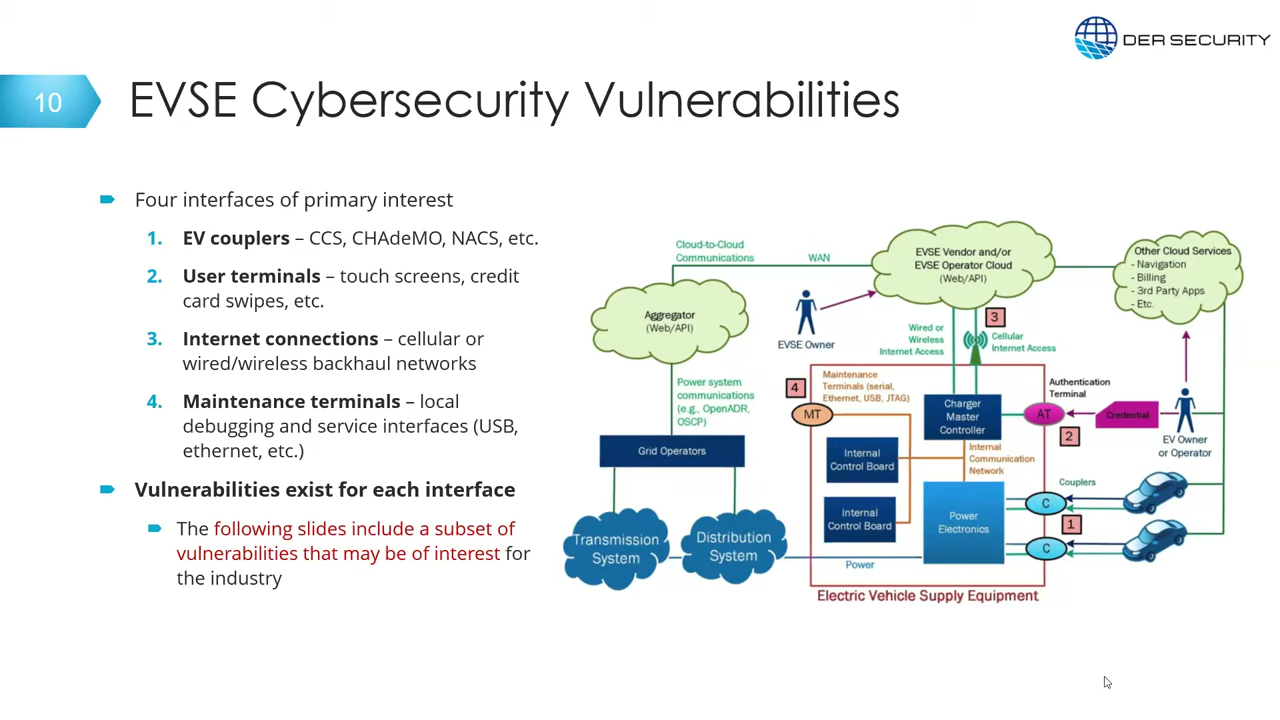 DER SECURITY
10
EVSE Cybersecurity Vulnerabilities
Four interfaces of primary interest
1. EV couplers – CCS, CHAdeMO, NACS, etc.
2. User terminals – touch screens, credit
card swipes, etc.
3. Internet connections – cellular or
wired/wireless backhaul networks
4. Maintenance terminals – local
debugging and service interfaces (USB,
ethernet, etc.)
Vulnerabilities exist for each interface
The following slides include a subset of
vulnerabilities that may be of interest for
the industry
Cloud-to-Cloud
Communications
WAN
EVSE Vendor and/or
EVSE Operator Cloud
(Web/API)
Other Cloud Services
- Navigation
- Billing
- 3rd Party Apps
- Etc.
Aggregator
(Web/API)
EVSE Owner
3
Wired or
Wireless
Internet Access
Cellular
Internet Access
Power system
communications
(e.g., OpenADR,
OSCP)
4
Maintenance
Terminals (serial,
Ethernet, USB, JTAG)
MT
Charger
Master
Controller
Authentication
Terminal
AT
Credential
2
EV Owner
or Operator
Grid Operators
Internal
Control Board
Internal
Communication
Network
Couplers
Internal
Control Board
Power
Electronics
C
1
C
Transmission
System
Distribution
System
Power
Electric Vehicle Supply Equipment